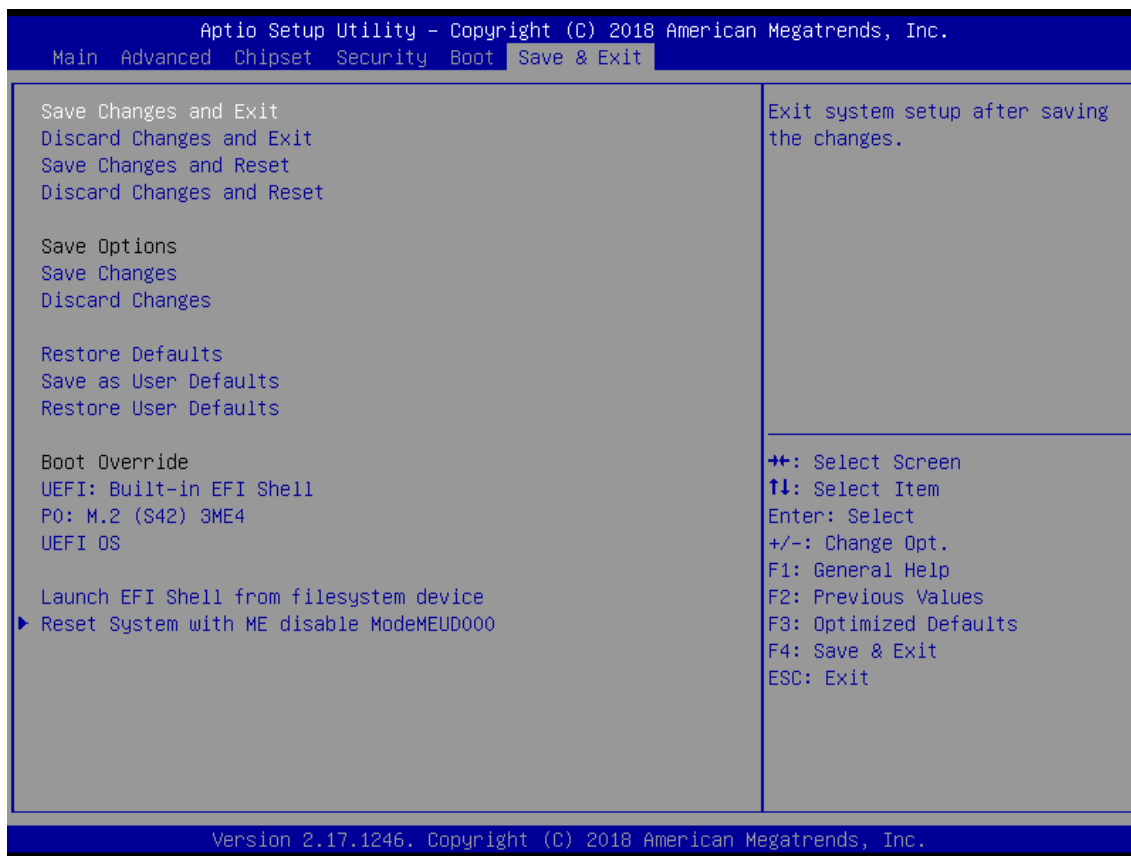 Aptio Setup Utility – Copyright (C) 2018 American Megatrends, Inc.
Main Advanced Chipset Security Boot Save & Exit
Save Changes and Exit
Discard Changes and Exit
Save Changes and Reset
Discard Changes and Reset
Save Options
Save Changes
Discard Changes
Restore Defaults
Save as User Defaults
Restore User Defaults
Boot Override
UEFI: Built-in EFI Shell
P0: M.2 (S42) 3ME4
UEFI OS
Launch EFI Shell from filesystem device
Reset System with ME disable ModeMEUD000
Exit system setup after saving
the changes.
→←: Select Screen
↑↓: Select Item
Enter: Select
+/-: Change Opt.
F1: General Help
F2: Previous Values
F3: Optimized Defaults
F4: Save & Exit
ESC: Exit
Version 2.17.1246. Copyright (C) 2018 American Megatrends, Inc.